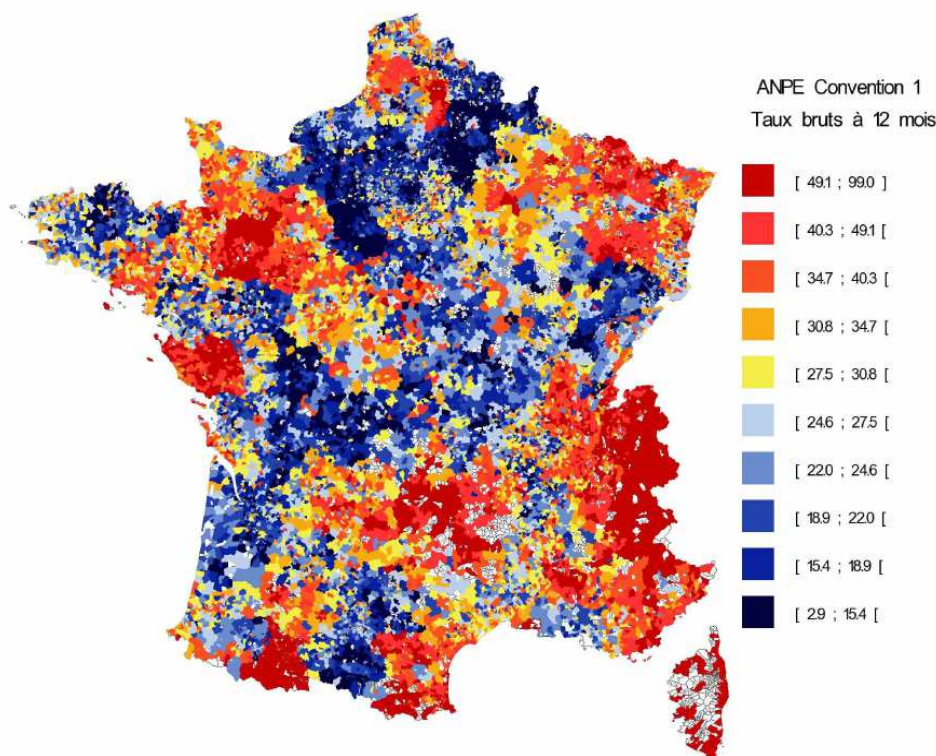 ANPE Convention 1
Taux bruts à 12 mois
[ 49.1 ; 99.0 ]
[ 40.3 ; 49.1 [
[ 34.7 ; 40.3 [
[ 30.8 ; 34.7 [
[ 27.5 ; 30.8 [
[ 24.6 ; 27.5 [
[ 22.0 ; 24.6 [
[ 18.9 ; 22.0 [
[ 15.4 ; 18.9 [
[ 2.9 ; 15.4 [